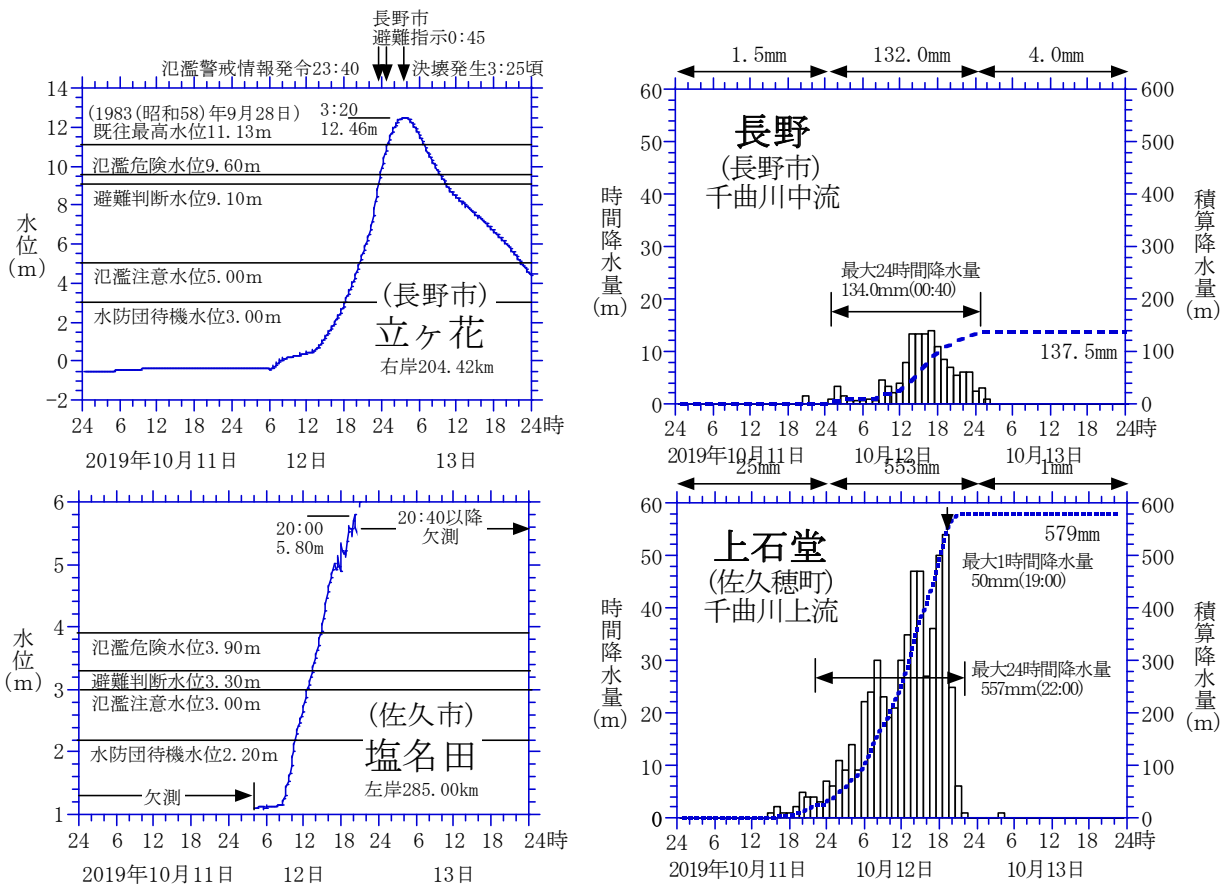 長野市
避難指示0:45
氾濫警戒情報発令23:40
決壊発生3:25頃
14
12
10
8
6
4
2
0
-2
水位
(m)
(1983(昭和58)年9月28日)
既往最高水位11.13m
3:20
12.46m
氾濫危険水位9.60m
避難判断水位9.10m
氾濫注意水位5.00m
水防団待機水位3.00m
(長野市)
立ヶ花
右岸204.42km
24 6 12 18 24 6 12 18 24 6 12 18 24時
2019年10月11日 12日 13日
1.5mm 132.0mm 4.0mm
60
50
40
30
20
10
0
時間降水量
(m)
長野
(長野市)
千曲川中流
最大24時間降水量
134.0mm(00:40)
137.5mm
600
500
400
300
200
100
0
積算降水量
(m)
24 6 12 18 24 6 12 18 24 6 12 18 24時
2019年10月11日 10月12日 10月13日
6
5
4
3
2
1
水位
(m)
20:00
5.80m
20:40以降
欠測
氾濫危険水位3.90m
避難判断水位3.30m
氾濫注意水位3.00m
水防団待機水位2.20m
(佐久市)
塩名田
左岸285.00km
欠測
24 6 12 18 24 6 12 18 24 6 12 18 24時
2019年10月11日 12日 13日
25mm 553mm 1mm
60
50
40
30
20
10
0
時間降水量
(m)
上石堂
(佐久穂町)
千曲川上流
579mm
最大1時間降水量
50mm(19:00)
最大24時間降水量
557mm(22:00)
600
500
400
300
200
100
0
積算降水量
(m)
24 6 12 18 24 6 12 18 24 6 12 18 24時
2019年10月11日 10月12日 10月13日